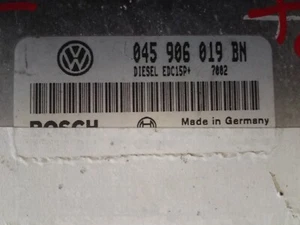 045 906 019 BN
DIESEL EDC15P+ 7002
BOSCH
Made in Germany